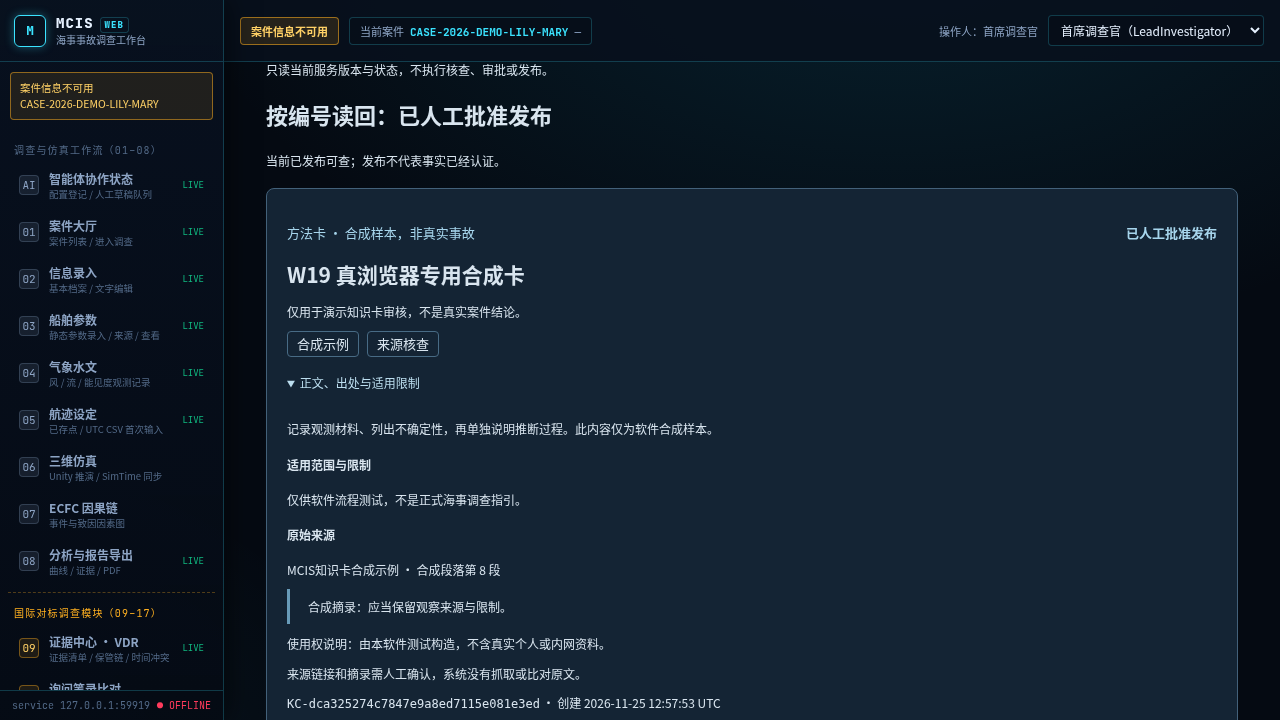 M
MCIS WEB
海事事故调查工作台
案件信息不可用
当前案件 CASE-2026-DEMO-LILY-MARY —
操作人：首席调查官
首席调查官（LeadInvestigator）
案件信息不可用
CASE-2026-DEMO-LILY-MARY
调查与仿真工作流（01-08）
AI 智能体协作状态 LIVE
配置登记 / 人工草稿队列
01 案件大厅 LIVE
案件列表 / 进入调查
02 信息录入 LIVE
基本档案 / 文字编辑
03 船舶参数 LIVE
静态参数录入 / 来源 / 查看
04 气象水文 LIVE
风 / 流 / 能见度观测记录
05 航迹设定 LIVE
已存点 / UTC CSV 首次输入
06 三维仿真
Unity 推演 / SimTime 同步
07 ECFC 因果链
事件与致因因素图
08 分析与报告导出 LIVE
曲线 / 证据 / PDF
国际对标调查模块（09-17）
09 证据中心 · VDR LIVE
证据清单 / 保管链 / 时间冲突
service 127.0.0.1:59919 OFFLINE
只读当前服务版本与状态，不执行核查、审批或发布。
按编号读回：已人工批准发布
当前已发布可查；发布不代表事实已经认证。
方法卡 · 合成样本，非真实事故
已人工批准发布
W19 真浏览器专用合成卡
仅用于演示知识卡审核，不是真实案件结论。
合成示例 来源核查
▼ 正文、出处与适用限制
记录观测材料、列出不确定性，再单独说明推断过程。此内容仅为软件合成样本。
适用范围与限制
仅供软件流程测试，不是正式海事调查指引。
原始来源
MCIS知识卡合成示例 · 合成段落第 8 段
合成摘录：应当保留观察来源与限制。
使用权说明：由本软件测试构造，不含真实个人或内网资料。
来源链接和摘录需人工确认，系统没有抓取或比对原文。
KC-dca325274c7847e9a8ed7115e081e3ed · 创建 2026-11-25 12:57:53 UTC